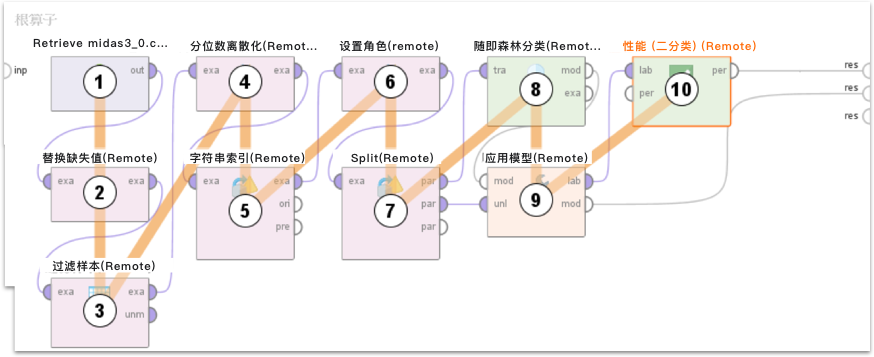 根算子
Retrieve midas3_0.c...
分位数离散化(Remot...
设置角色(remote)
随即森林分类(Remot...
性能 (二分类) (Remote)
inp
1
out
exa
4
exa
exa
6
exa
tra
8
mod
exa
lab
per
10
per
res
res
res
替换缺失值(Remote)
字符串索引(Remote)
Split(Remote)
应用模型(Remote)
exa
2
exa
exa
5
exa
ori
pre
exa
7
par
par
par
mod
unl
9
lab
mod
过滤样本(Remote)
exa
3
exa
unm